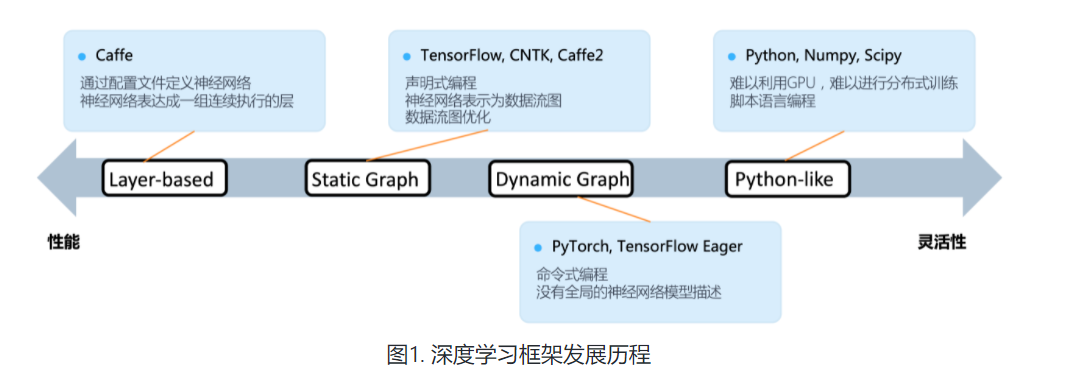 Caffe
通过配置文件定义神经网络
神经网络表达成一组连续执行的层
TensorFlow, CNTK, Caffe2
声明式编程
神经网络表示为数据流图
数据流图优化
Python, Numpy, Scipy
难以利用GPU，难以进行分布式训练
脚本语言编程
Layer-based
Static Graph
Dynamic Graph
Python-like
性能
灵活性
PyTorch, TensorFlow Eager
命令式编程
没有全局的神经网络模型描述
图1. 深度学习框架发展历程